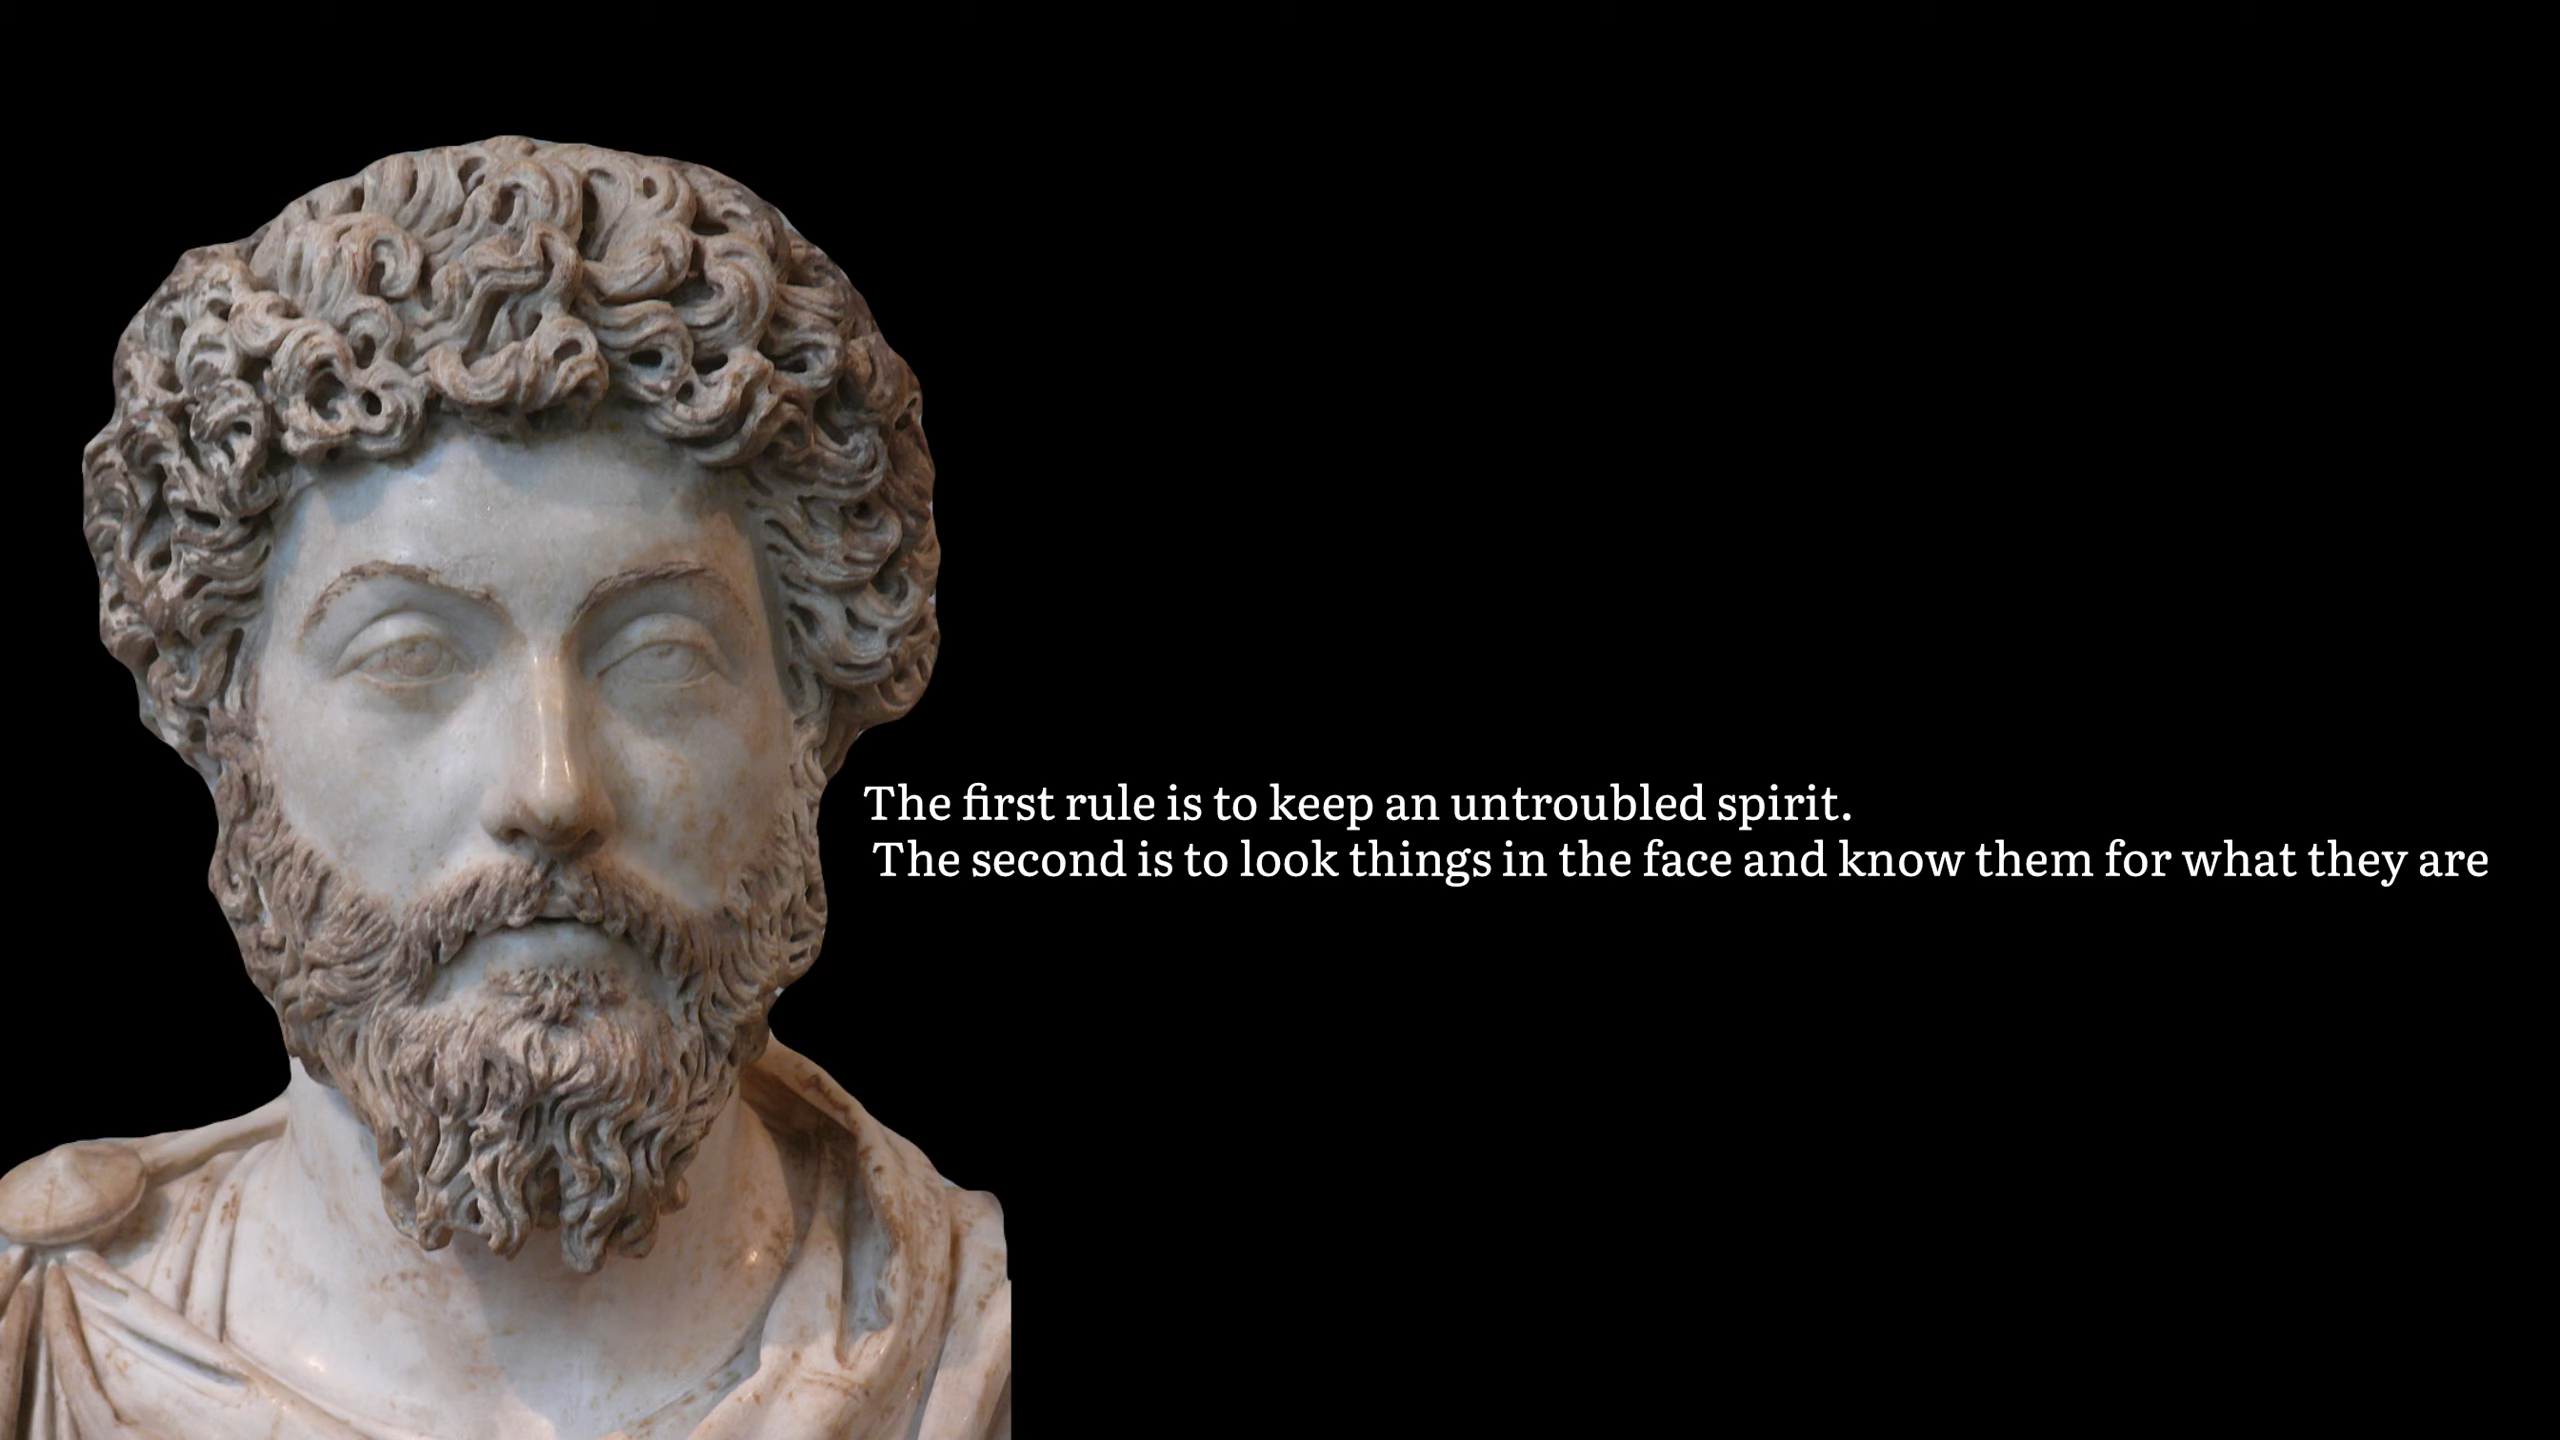 The first rule is to keep an untroubled spirit.
The second is to look things in the face and know them for what they are